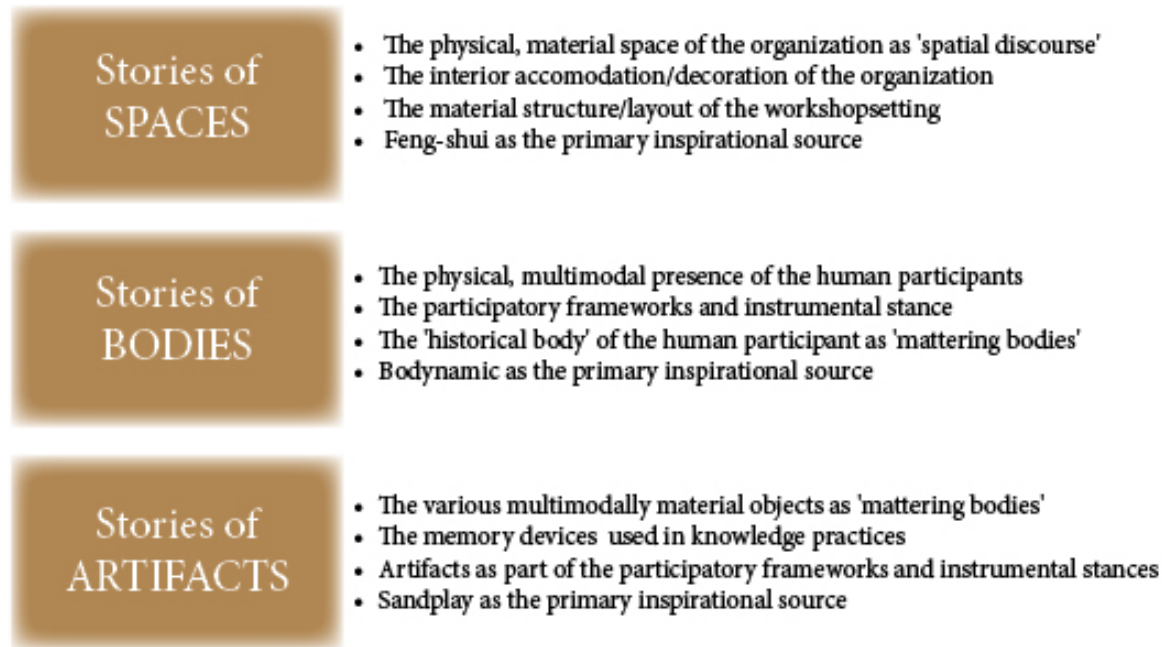 Stories of
SPACES
• The physical, material space of the organization as 'spatial discourse'
• The interior accomodation/decoration of the organization
• The material structure/layout of the workshopsetting
• Feng-shui as the primary inspirational source
Stories of
BODIES
• The physical, multimodal presence of the human participants
• The participatory frameworks and instrumental stance
• The 'historical body' of the human participant as 'mattering bodies'
• Bodynamic as the primary inspirational source
Stories of
ARTIFACTS
• The various multimodally material objects as 'mattering bodies'
• The memory devices used in knowledge practices
• Artifacts as part of the participatory frameworks and instrumental stances
• Sandplay as the primary inspirational source